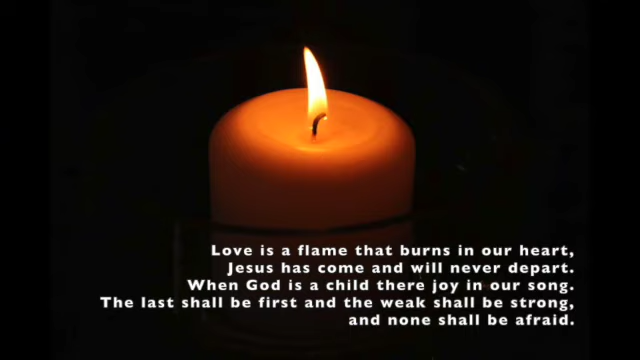 Love is a flame that burns in our heart,
Jesus has come and will never depart.
When God is a child there joy in our song.
The last shall be first and the weak shall be strong,
and none shall be afraid.